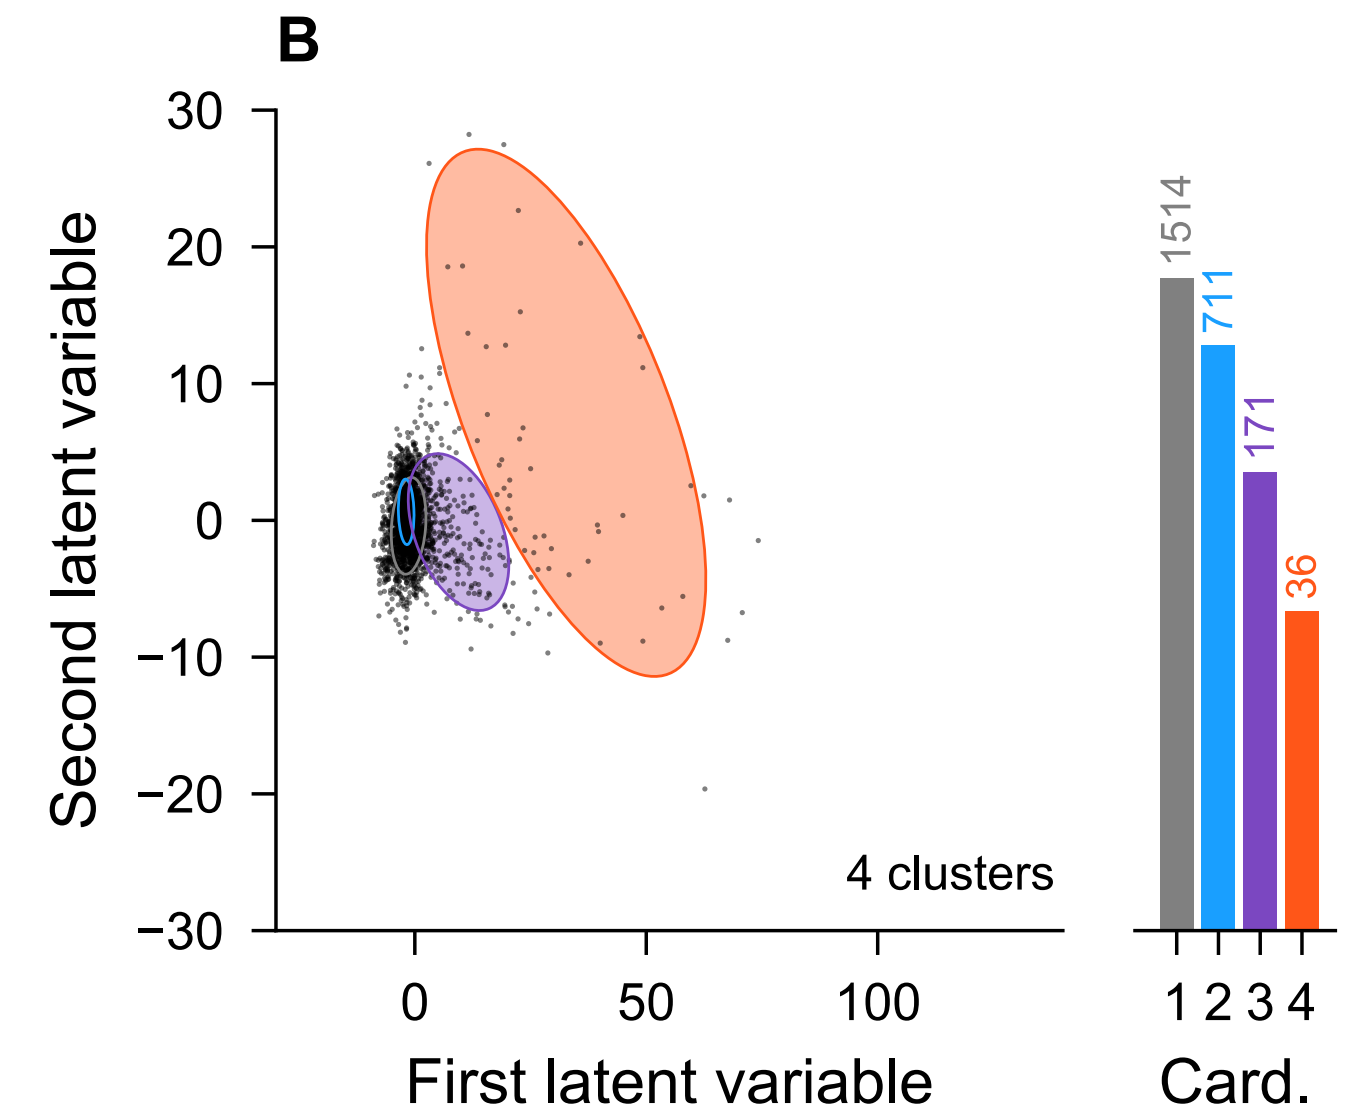 B
Second latent variable
30
20
10
0
−10
−20
−30
4 clusters
0 50 100
First latent variable
1514
711
171
36
1 2 3 4
Card.